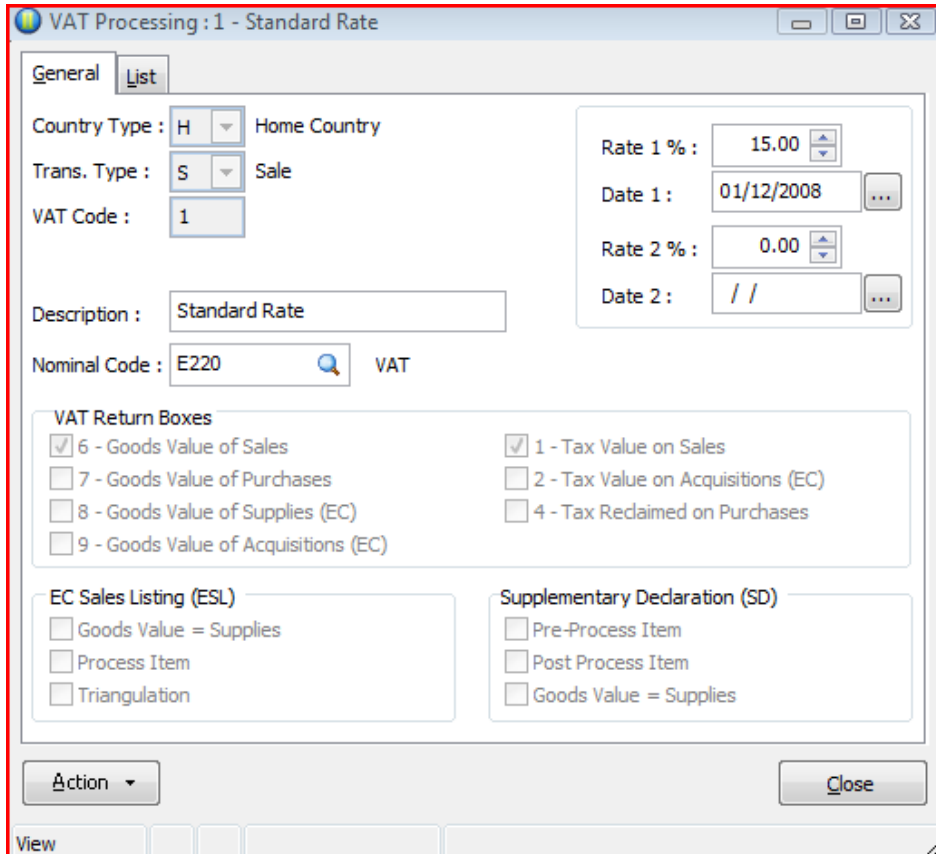 VAT Processing : 1 - Standard Rate
General
List
Country Type : H Home Country
Trans. Type : S Sale
VAT Code : 1
Rate 1 % : 15.00
Date 1 : 01/12/2008 ...
Rate 2 % : 0.00
Date 2 : / / ...
Description : Standard Rate
Nominal Code : E220 VAT
VAT Return Boxes
6 - Goods Value of Sales
7 - Goods Value of Purchases
8 - Goods Value of Supplies (EC)
9 - Goods Value of Acquisitions (EC)
1 - Tax Value on Sales
2 - Tax Value on Acquisitions (EC)
4 - Tax Reclaimed on Purchases
EC Sales Listing (ESL)
Goods Value = Supplies
Process Item
Triangulation
Supplementary Declaration (SD)
Pre-Process Item
Post Process Item
Goods Value = Supplies
Action
Close
View